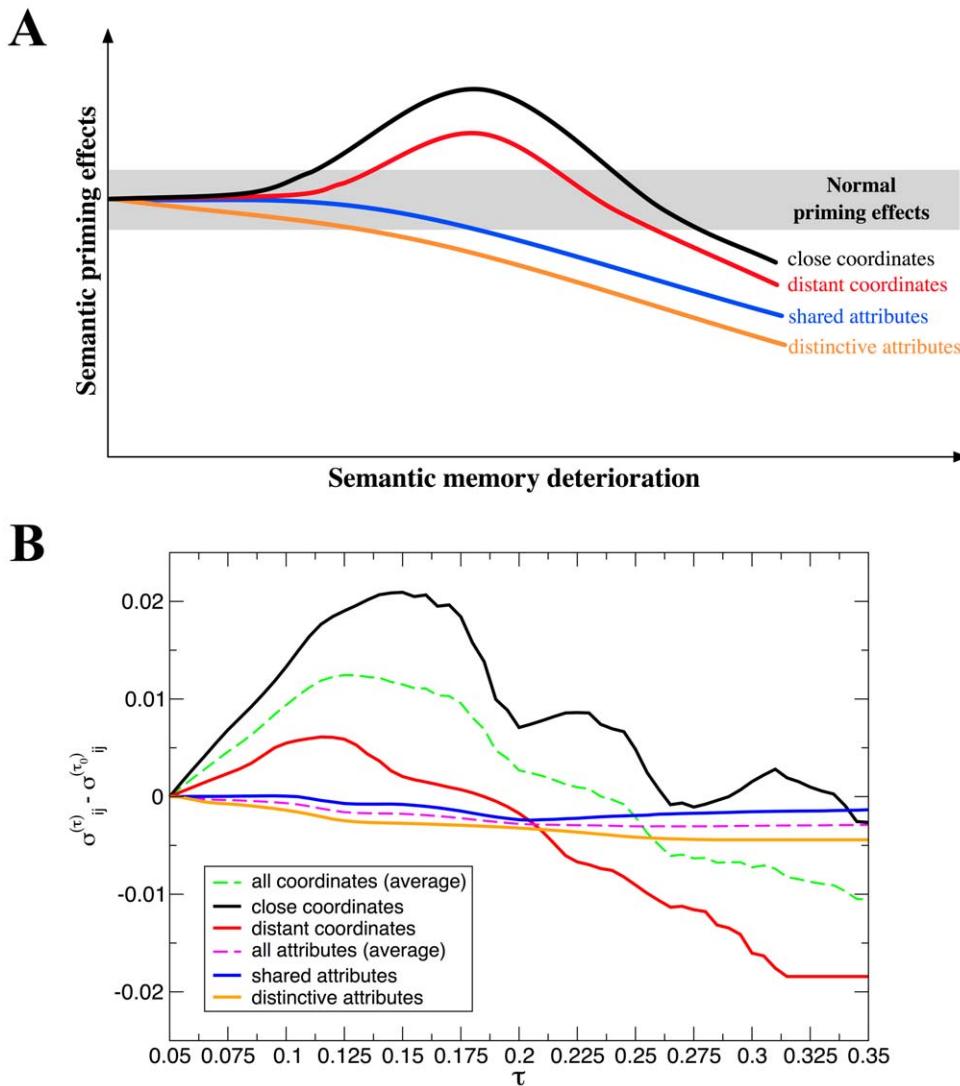 A
Semantic priming effects
Normal
priming effects
close coordinates
distant coordinates
shared attributes
distinctive attributes
Semantic memory deterioration
B
0.02
0.01
0
-0.01
-0.02
σ^(τ)_ij - σ^(τ₀)_ij
all coordinates (average)
close coordinates
distant coordinates
all attributes (average)
shared attributes
distinctive attributes
0.05 0.075 0.1 0.125 0.15 0.175 0.2 0.225 0.25 0.275 0.3 0.325 0.35
τ